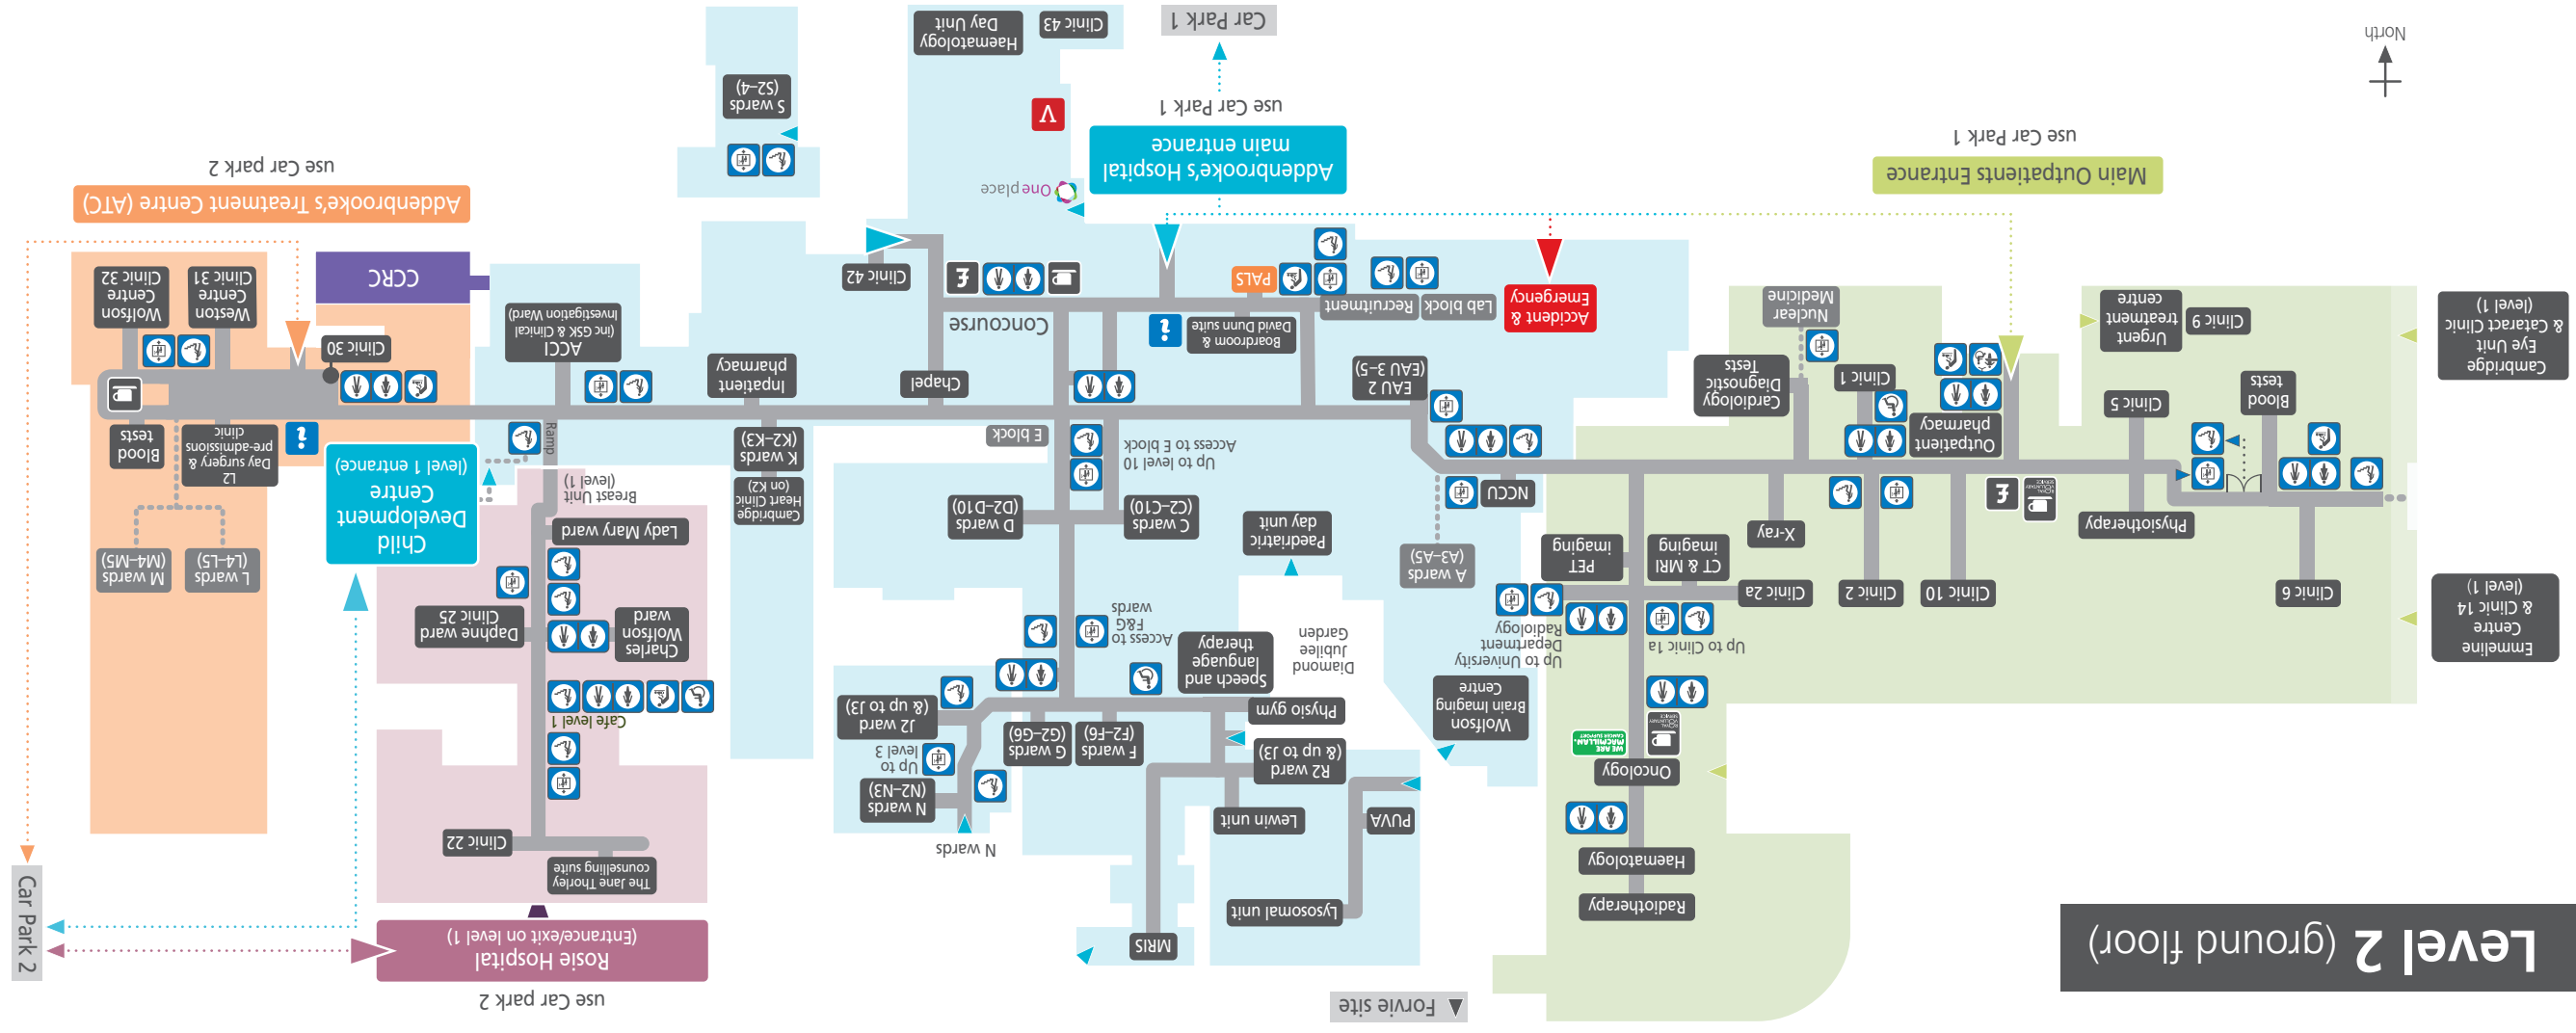 Level 2 (ground floor)
Forvie site
use Car park 2
Rosie Hospital
(Entrance/exit on level 1)
Car Park 2
MRIS
Radiotherapy
Lysosomal unit
Haematology
The Jane Thorley
counselling suite
Clinic 22
N wards
PUVA
Lewin unit
N wards
(N2–N3)
Oncology
WE ARE
MACMILLAN.
CANCER SUPPORT
ROYAL
VOLUNTARY
SERVICE
R2 ward
(& up to J3)
Up to
level 3
F wards
(F2–F6)
G wards
(G2–G6)
J2 ward
(& up to J3)
Cafe level 1
Wolfson
Brain Imaging
Centre
Physio gym
Speech and
language
therapy
Diamond
Jubilee
Garden
Access to
F&G
wards
Charles
Wolfson
ward
Daphne ward
Clinic 25
Emmeline
Centre
& Clinic 14
(level 1)
Clinic 6
Clinic 10
Clinic 2
Clinic 2a
Up to Clinic 1a
Up to University
Department
Radiology
CT & MRI
imaging
PET
imaging
A wards
(A3–A5)
Paedriatric
day unit
Lady Mary ward
L wards
(L4–L5)
M wards
(M4–M5)
Physiotherapy
X-ray
ROYAL
VOLUNTARY
SERVICE
£
NCCU
C wards
(C2–C10)
D wards
(D2–D10)
Cambridge
Heart Clinic
(on K2)
K wards
(K2–K3)
Breast Unit
(level 1)
Child
Development
Centre
(level 1 entrance)
Up to level 10
Access to E block
E block
Ramp
i
L2
Day surgery &
pre-admissions
clinic
Blood
tests
Blood
tests
Clinic 5
Outpatient
pharmacy
Clinic 1
Cardiology
Diagnostic
Tests
EAU 2
(EAU 3–5)
Chapel
Inpatient
pharmacy
Clinic 30
Cambridge
Eye Unit
& Cataract Clinic
(level 1)
Clinic 9
Urgent
treatment
centre
Nuclear
Medicine
Accident &
Emergency
Lab block
Recruitment
Boardroom &
David Dunn suite
i
Concourse
ACCI
(inc GSK & Clinical
Investigation Ward)
PALS
£
Clinic 42
CCRC
Weston
Centre
Clinic 31
Wolfson
Centre
Clinic 32
Main Outpatients Entrance
use Car Park 1
Addenbrooke's Hospital
main entrance
use Car Park 1
Car Park 1
One place
V
S wards
(S2–4)
Addenbrooke's Treatment Centre (ATC)
use Car park 2
Clinic 43
Haematology
Day Unit
North